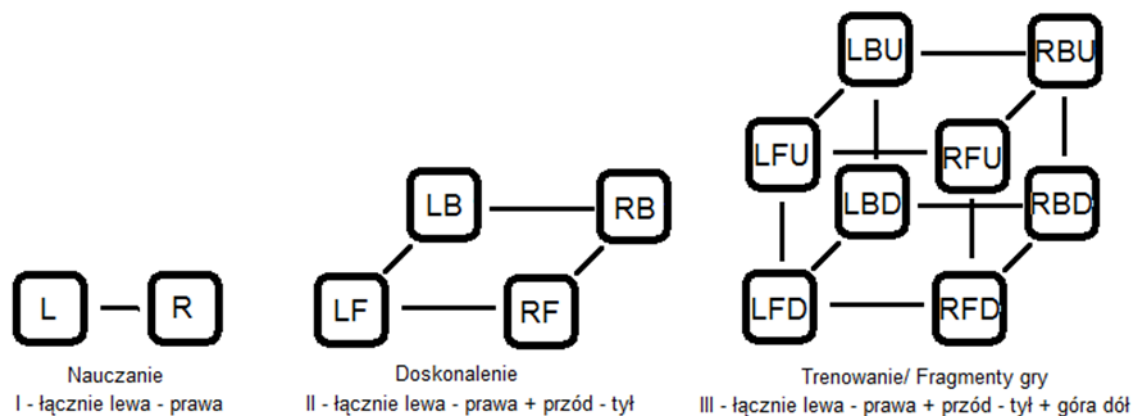 LBU RBU
LFU RFU
LB RB LBD RBD
L R LF RF LFD RFD
Nauczanie
I - łącznie lewa - prawa
Doskonalenie
II - łącznie lewa - prawa + przód - tył
Trenowanie/ Fragmenty gry
III - łącznie lewa - prawa + przód - tył + góra dół